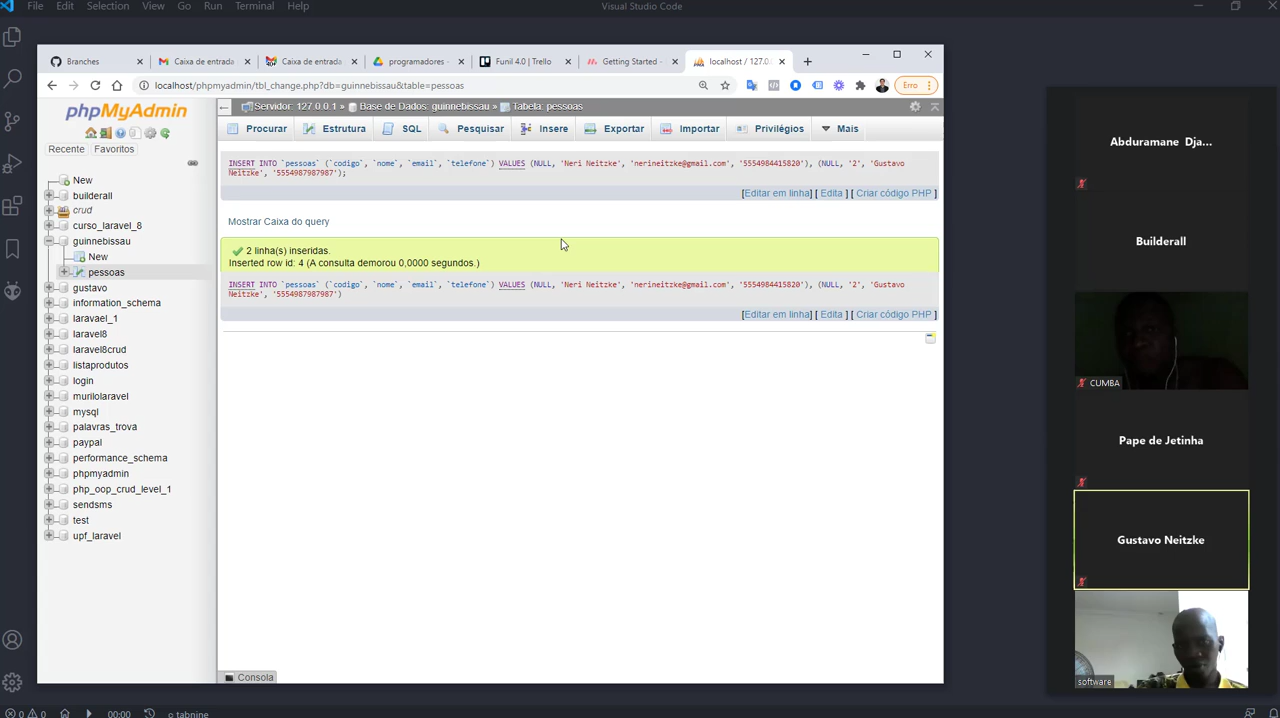 File Edit Selection View Go Run Terminal Help
Visual Studio Code
Branches
Caixa de entrada
Caixa de entrada
programadores -
Funil 4.0 | Trello
Getting Started -
localhost / 127.0.
localhost/phpmyadmin/tbl_change.php?db=guinnebissau&table=pessoas
Erro
phpMyAdmin
Recente Favoritos
New
builderall
crud
curso_laravel_8
guinnebissau
New
pessoas
gustavo
information_schema
laravael_1
laravel8
laravel8crud
listaprodutos
login
murilolaravel
mysql
palavras_trova
paypal
performance_schema
phpmyadmin
php_oop_crud_level_1
sendsms
test
upf_laravel
Servidor: 127.0.0.1 » Base de Dados: guinnebissau » Tabela: pessoas
Procurar Estrutura SQL Pesquisar Insere Exportar Importar Privilégios Mais
INSERT INTO `pessoas` (`codigo`, `nome`, `email`, `telefone`) VALUES (NULL, 'Neri Neitzke', 'nerineitzke@gmail.com', '5554984415820'), (NULL, '2', 'Gustavo
Neitzke', '5554987987987');
[Editar em linha] [ Edita ] [ Criar código PHP ]
Mostrar Caixa do query
2 linha(s) inseridas.
Inserted row id: 4 (A consulta demorou 0,0000 segundos.)
INSERT INTO `pessoas` (`codigo`, `nome`, `email`, `telefone`) VALUES (NULL, 'Neri Neitzke', 'nerineitzke@gmail.com', '5554984415820'), (NULL, '2', 'Gustavo
Neitzke', '5554987987987')
[Editar em linha] [ Edita ] [ Criar código PHP ]
Consola
Abduramane Dja...
Builderall
CUMBA
Pape de Jetinha
Gustavo Neitzke
software
0 0 00:00 tabnine